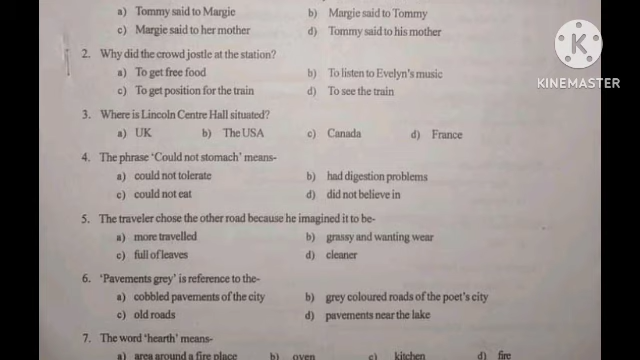 a) Tommy said to Margie b) Margie said to Tommy
c) Margie said to her mother d) Tommy said to his mother
2. Why did the crowd jostle at the station?
a) To get free food b) To listen to Evelyn's music
c) To get position for the train d) To see the train
3. Where is Lincoln Centre Hall situated?
a) UK b) The USA c) Canada d) France
4. The phrase 'Could not stomach' means-
a) could not tolerate b) had digestion problems
c) could not eat d) did not believe in
5. The traveler chose the other road because he imagined it to be-
a) more travelled b) grassy and wanting wear
c) full of leaves d) cleaner
6. 'Pavements grey' is reference to the-
a) cobbled pavements of the city b) grey coloured roads of the poet's city
c) old roads d) pavements near the lake
7. The word 'hearth' means-
a) area around a fire place b) oven c) kitchen d) fire
K
KINEMASTER